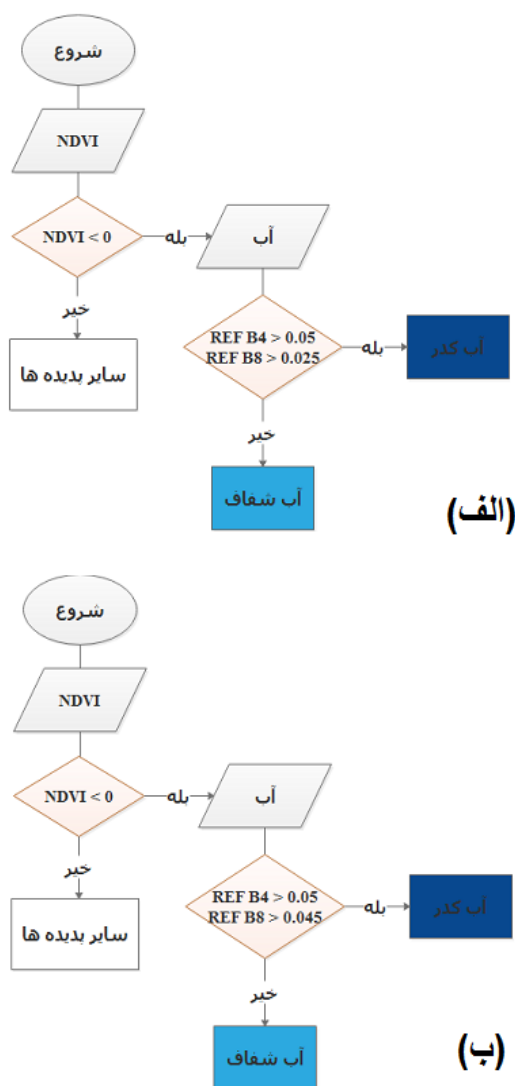 شروع
NDVI
NDVI < 0
بله
آب
خیر
REF B4 > 0.05
REF B8 > 0.025
بله
آب کدر
سایر پدیده ها
خیر
آب شفاف
(الف)
شروع
NDVI
NDVI < 0
بله
آب
خیر
REF B4 > 0.05
REF B8 > 0.045
بله
آب کدر
سایر پدیده ها
خیر
آب شفاف
(ب)